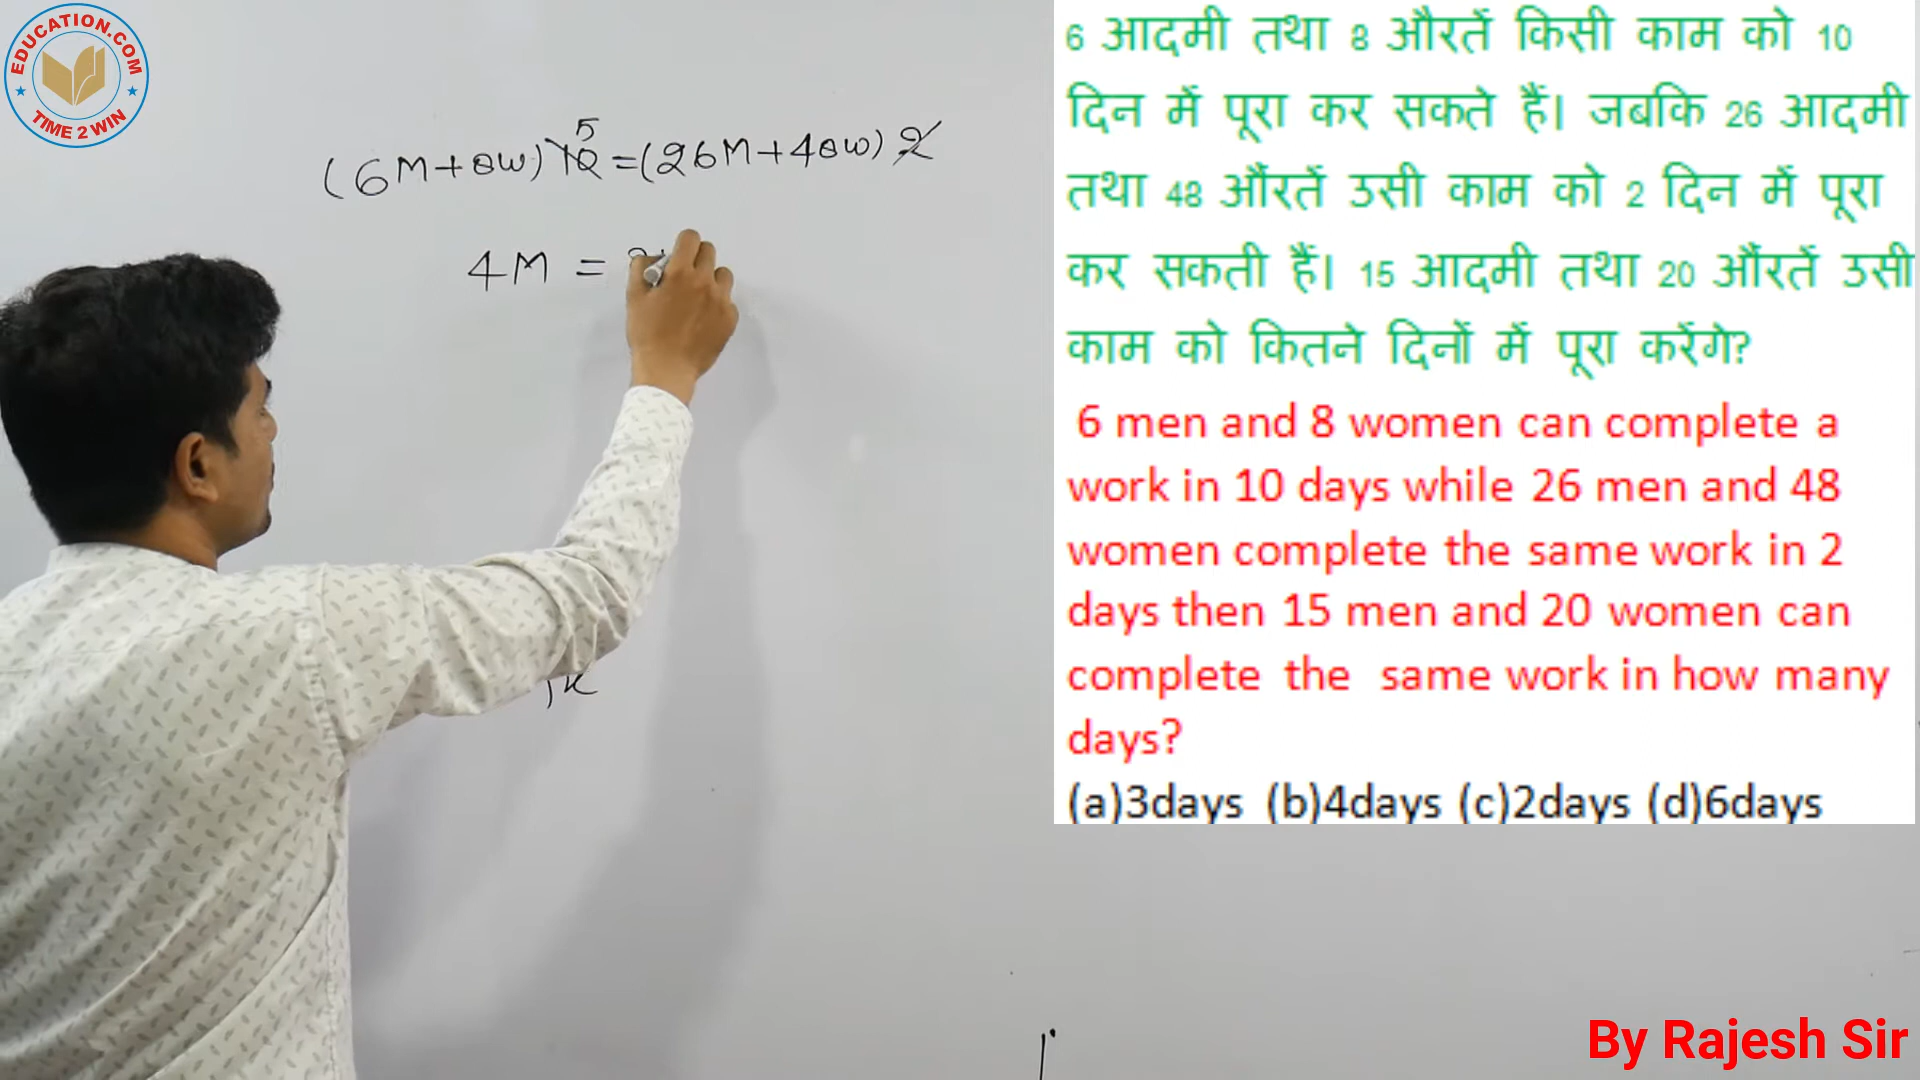 EDUCATION.COM
TIME 2 WIN
5
(6M+8W) 10 =(26M+48W) 2
4M =
6 आदमी तथा 8 औरतें किसी काम को 10
दिन में पूरा कर सकते हैं। जबकि 26 आदमी
तथा 48 औंरतें उसी काम को 2 दिन में पूरा
कर सकती हैं। 15 आदमी तथा 20 औंरतें उसी
काम को कितने दिनों में पूरा करेंगे?
6 men and 8 women can complete a
work in 10 days while 26 men and 48
women complete the same work in 2
days then 15 men and 20 women can
complete the same work in how many
days?
(a)3days (b)4days (c)2days (d)6days
By Rajesh Sir